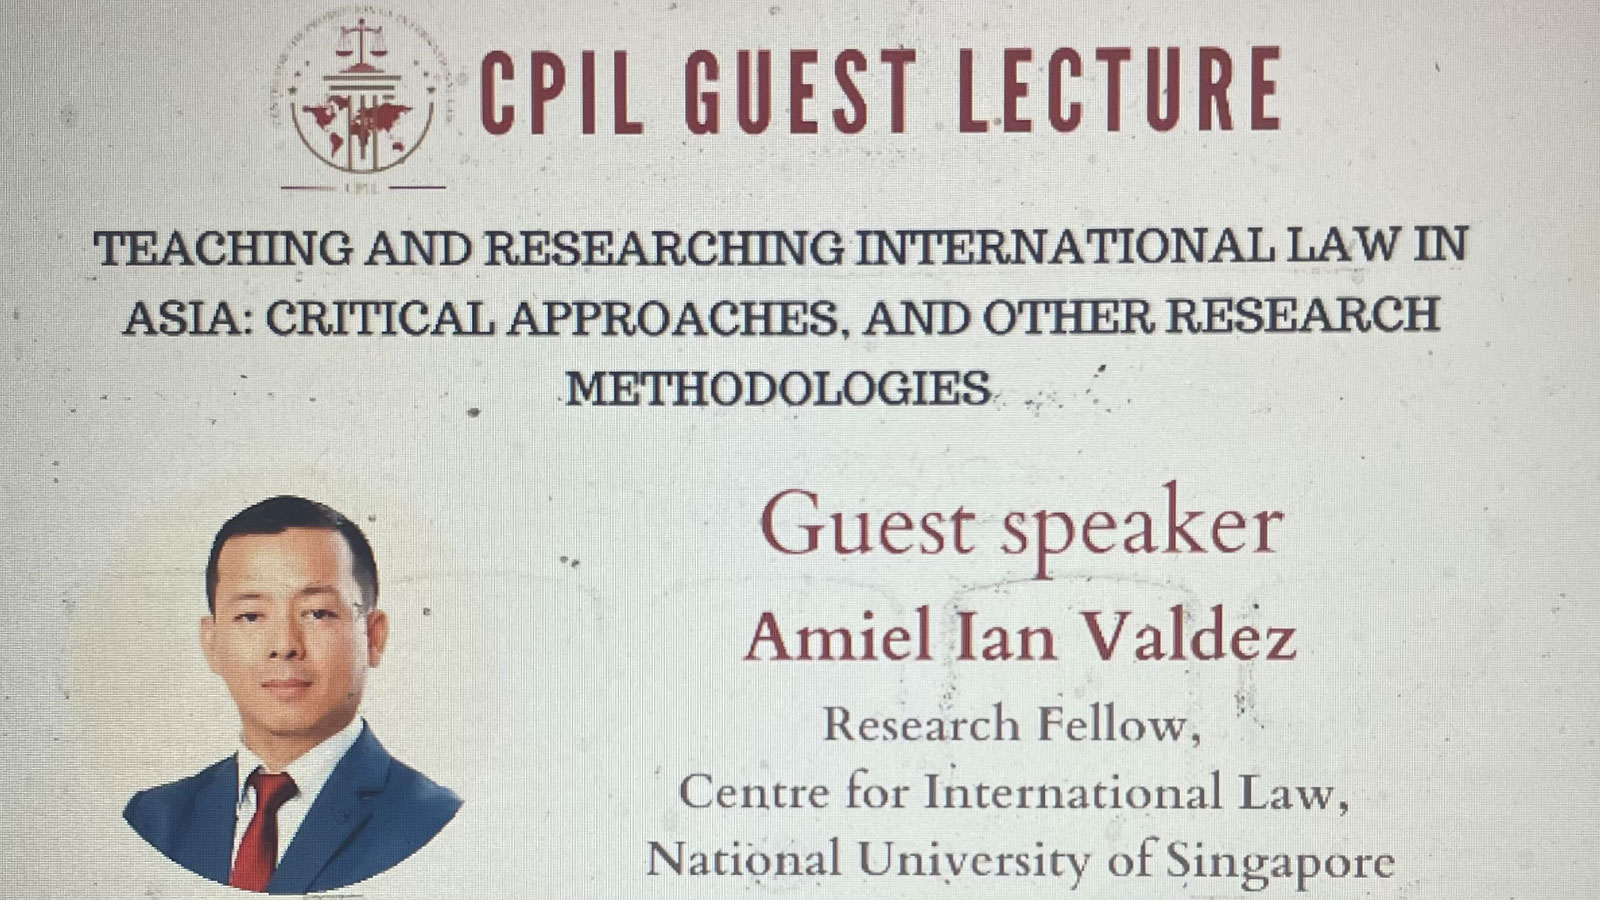 CPIL GUEST LECTURE
CPIL
TEACHING AND RESEARCHING INTERNATIONAL LAW IN
ASIA: CRITICAL APPROACHES, AND OTHER RESEARCH
METHODOLOGIES
Guest speaker
Amiel Ian Valdez
Research Fellow,
Centre for International Law,
National University of Singapore